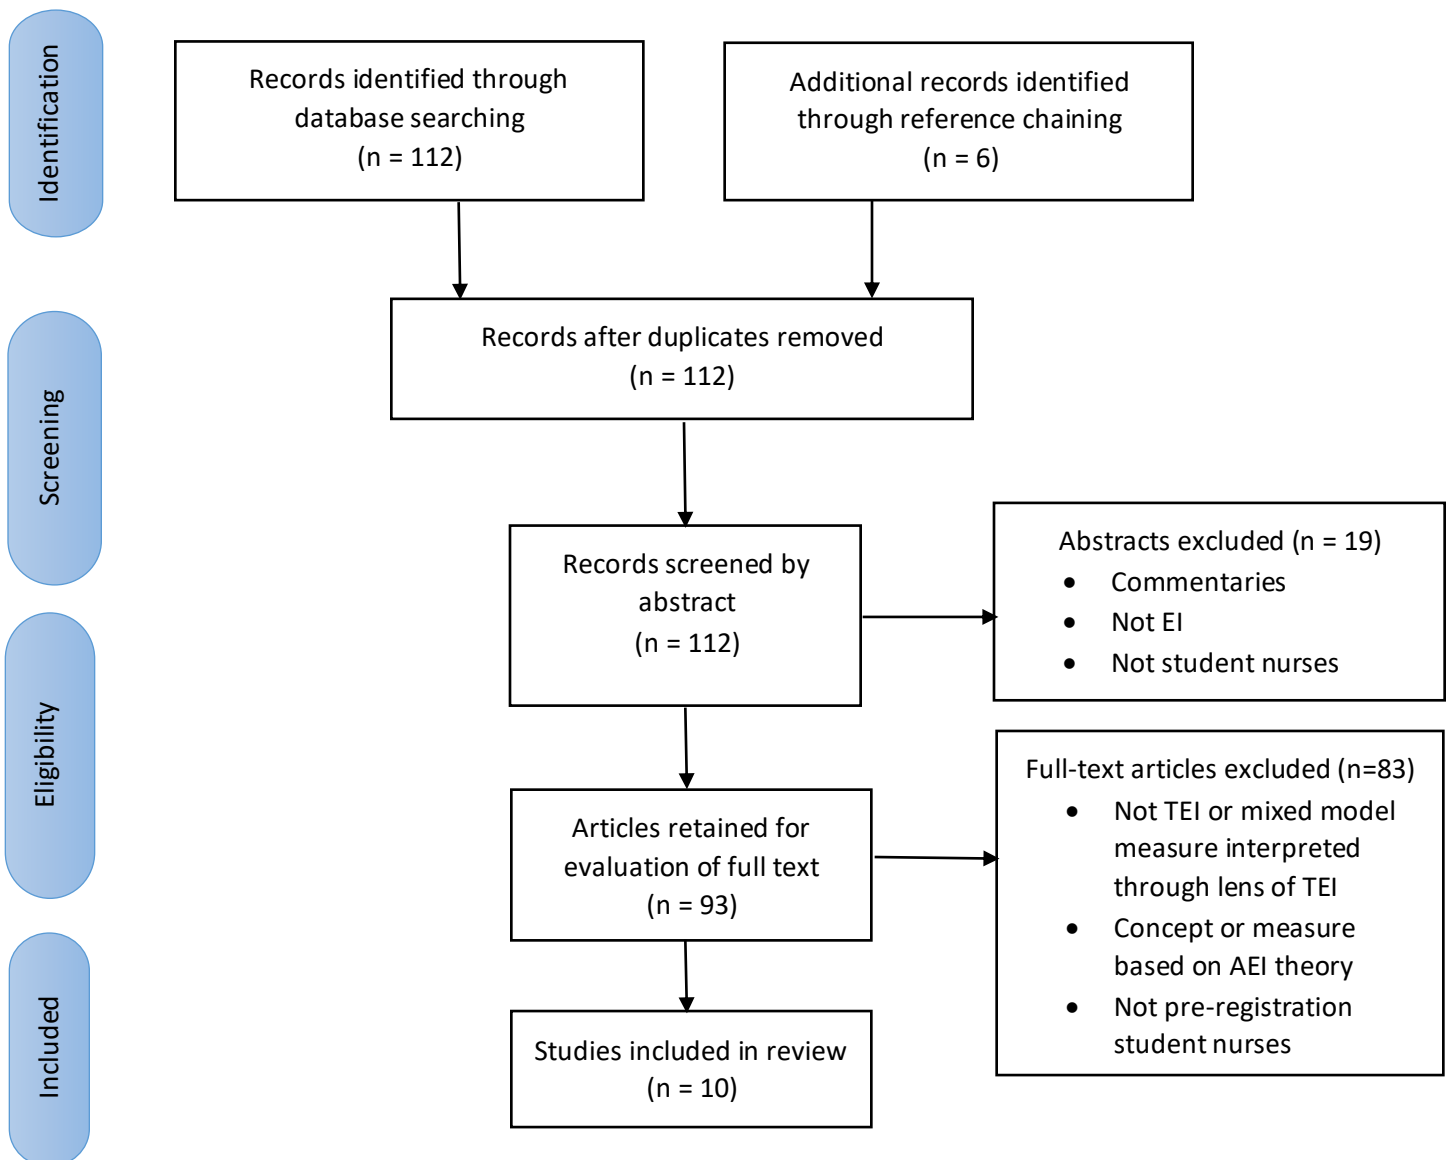 Identification
Records identified through
database searching
(n = 112)
Additional records identified
through reference chaining
(n = 6)
Screening
Records after duplicates removed
(n = 112)
Records screened by
abstract
(n = 112)
Abstracts excluded (n = 19)
• Commentaries
• Not EI
• Not student nurses
Eligibility
Articles retained for
evaluation of full text
(n = 93)
Full-text articles excluded (n=83)
• Not TEI or mixed model
measure interpreted
through lens of TEI
• Concept or measure
based on AEI theory
• Not pre-registration
student nurses
Included
Studies included in review
(n = 10)